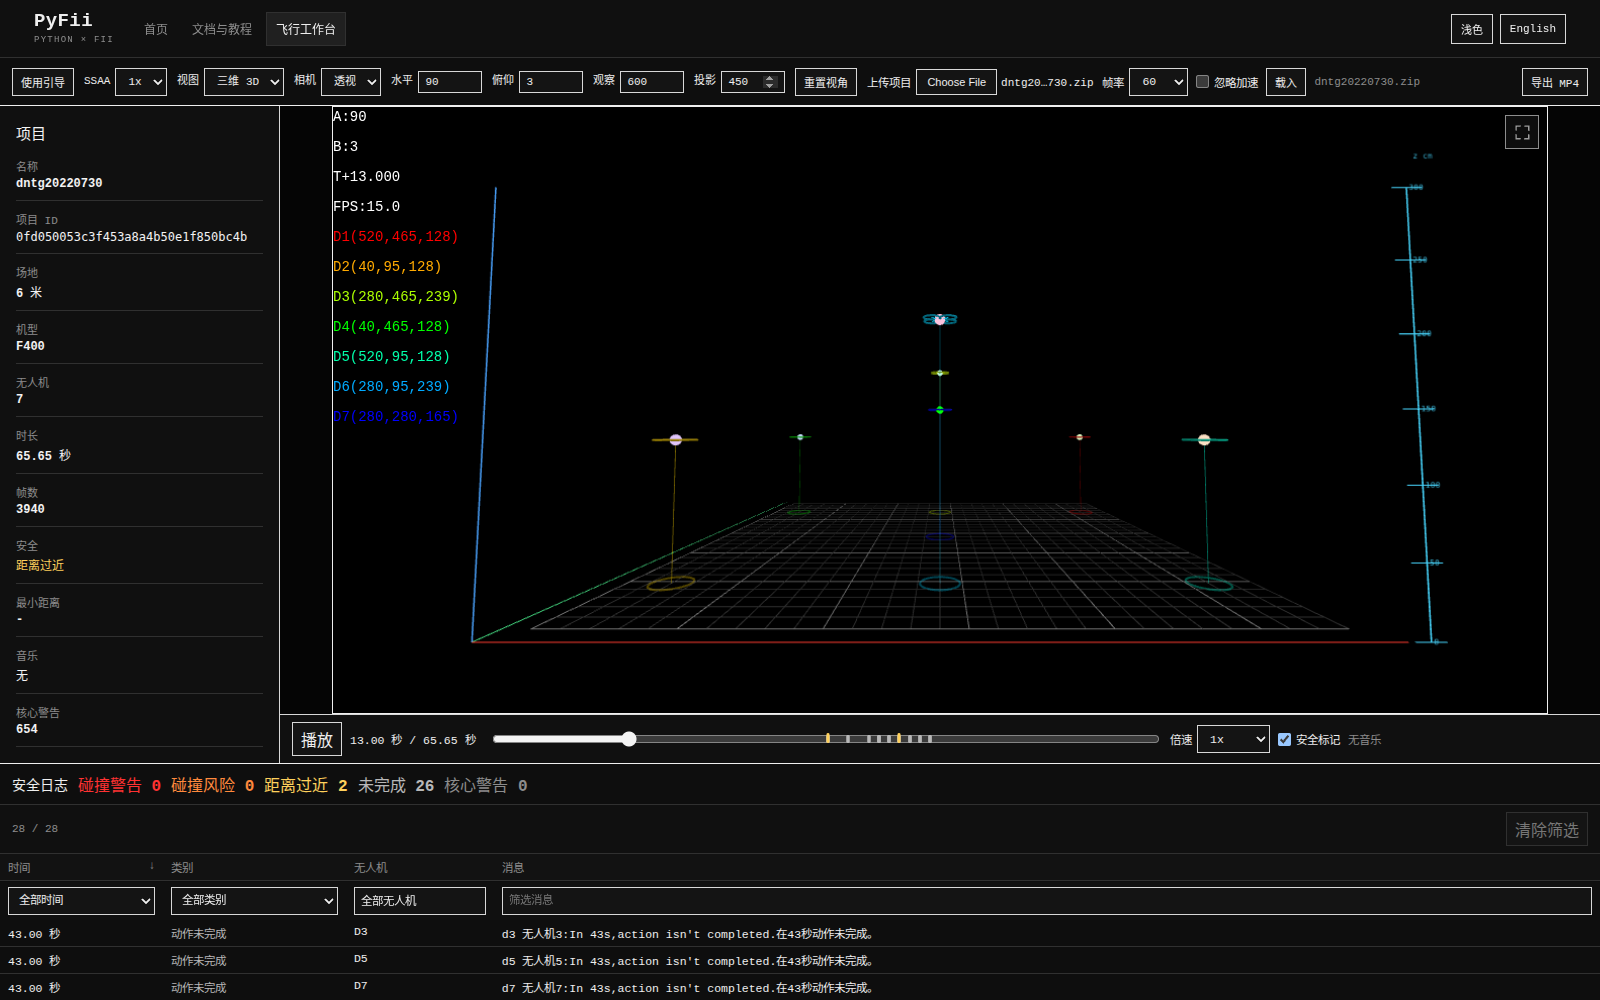 PyFii
PYTHON × FII
首页
文档与教程
飞行工作台
浅色
English
使用引导
SSAA 1x
视图 三维 3D
相机 透视
水平 90
俯仰 3
观察 600
投影 450
重置视角
上传项目 Choose File dntg20…730.zip
帧率 60
忽略加速
载入
dntg20220730.zip
导出 MP4
项目
名称
dntg20220730
项目 ID
0fd050053c3f453a8a4b50e1f850bc4b
场地
6 米
机型
F400
无人机
7
时长
65.65 秒
帧数
3940
安全
距离过近
最小距离
-
音乐
无
核心警告
654
A:90
B:3
T+13.000
FPS:15.0
D1(520,465,128)
D2(40,95,128)
D3(280,465,239)
D4(40,465,128)
D5(520,95,128)
D6(280,95,239)
D7(280,280,165)
z cm
300
250
200
150
100
50
0
播放
13.00 秒 / 65.65 秒
倍速 1x
安全标记
无音乐
安全日志 碰撞警告 0 碰撞风险 0 距离过近 2 未完成 26 核心警告 0
28 / 28
清除筛选
时间 ↓ 类别 无人机 消息
全部时间 全部类别 全部无人机 筛选消息
43.00 秒 动作未完成 D3 d3 无人机3:In 43s,action isn't completed.在43秒动作未完成。
43.00 秒 动作未完成 D5 d5 无人机5:In 43s,action isn't completed.在43秒动作未完成。
43.00 秒 动作未完成 D7 d7 无人机7:In 43s,action isn't completed.在43秒动作未完成。